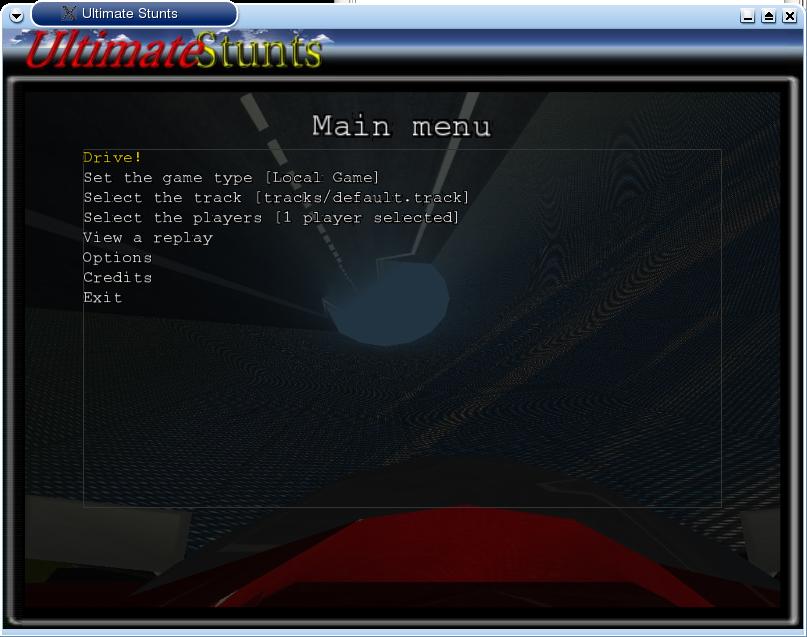 Ultimate Stunts
UltimateStunts
Main menu
Drive!
Set the game type [Local Game]
Select the track [tracks/default.track]
Select the players [1 player selected]
View a replay
Options
Credits
Exit